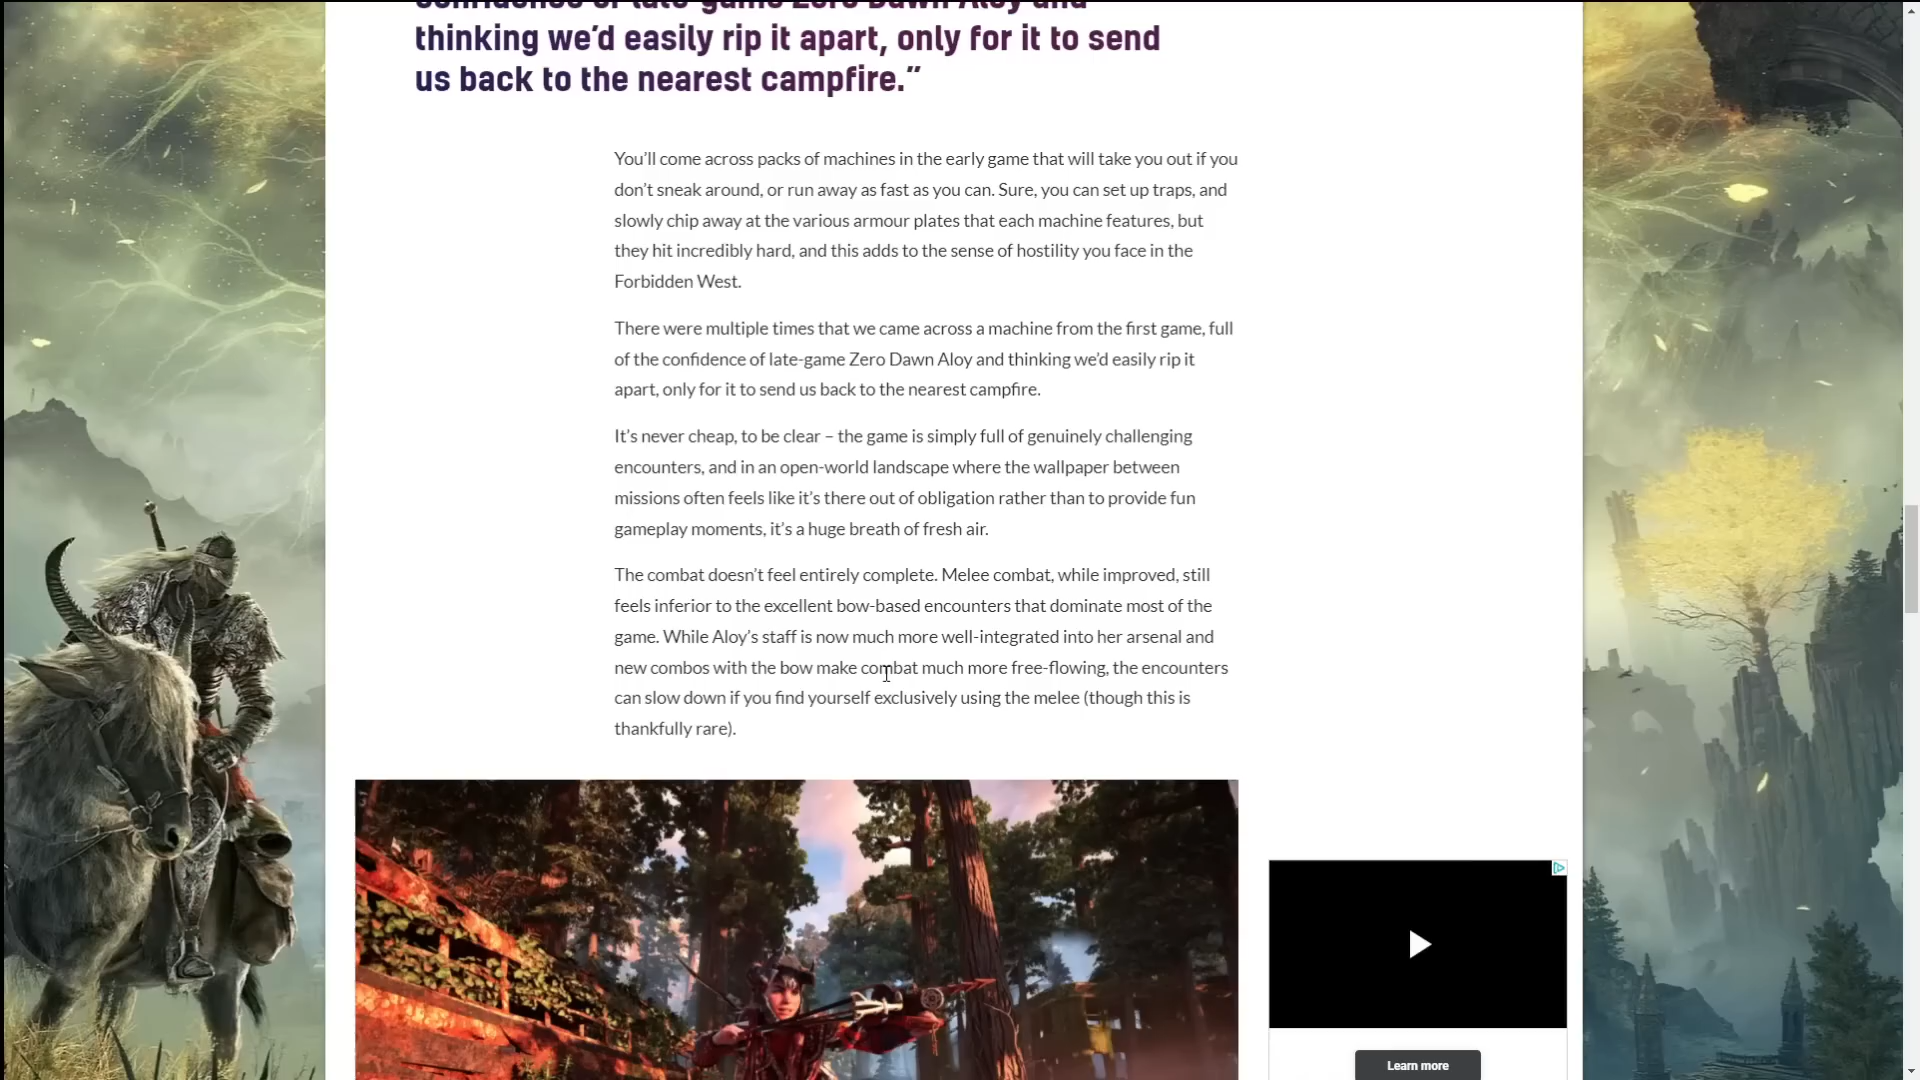 confidence of late-game Zero Dawn Aloy and
thinking we’d easily rip it apart, only for it to send
us back to the nearest campfire.”
You’ll come across packs of machines in the early game that will take you out if you
don’t sneak around, or run away as fast as you can. Sure, you can set up traps, and
slowly chip away at the various armour plates that each machine features, but
they hit incredibly hard, and this adds to the sense of hostility you face in the
Forbidden West.
There were multiple times that we came across a machine from the first game, full
of the confidence of late-game Zero Dawn Aloy and thinking we’d easily rip it
apart, only for it to send us back to the nearest campfire.
It’s never cheap, to be clear – the game is simply full of genuinely challenging
encounters, and in an open-world landscape where the wallpaper between
missions often feels like it’s there out of obligation rather than to provide fun
gameplay moments, it’s a huge breath of fresh air.
The combat doesn’t feel entirely complete. Melee combat, while improved, still
feels inferior to the excellent bow-based encounters that dominate most of the
game. While Aloy’s staff is now much more well-integrated into her arsenal and
new combos with the bow make combat much more free-flowing, the encounters
can slow down if you find yourself exclusively using the melee (though this is
thankfully rare).
Learn more